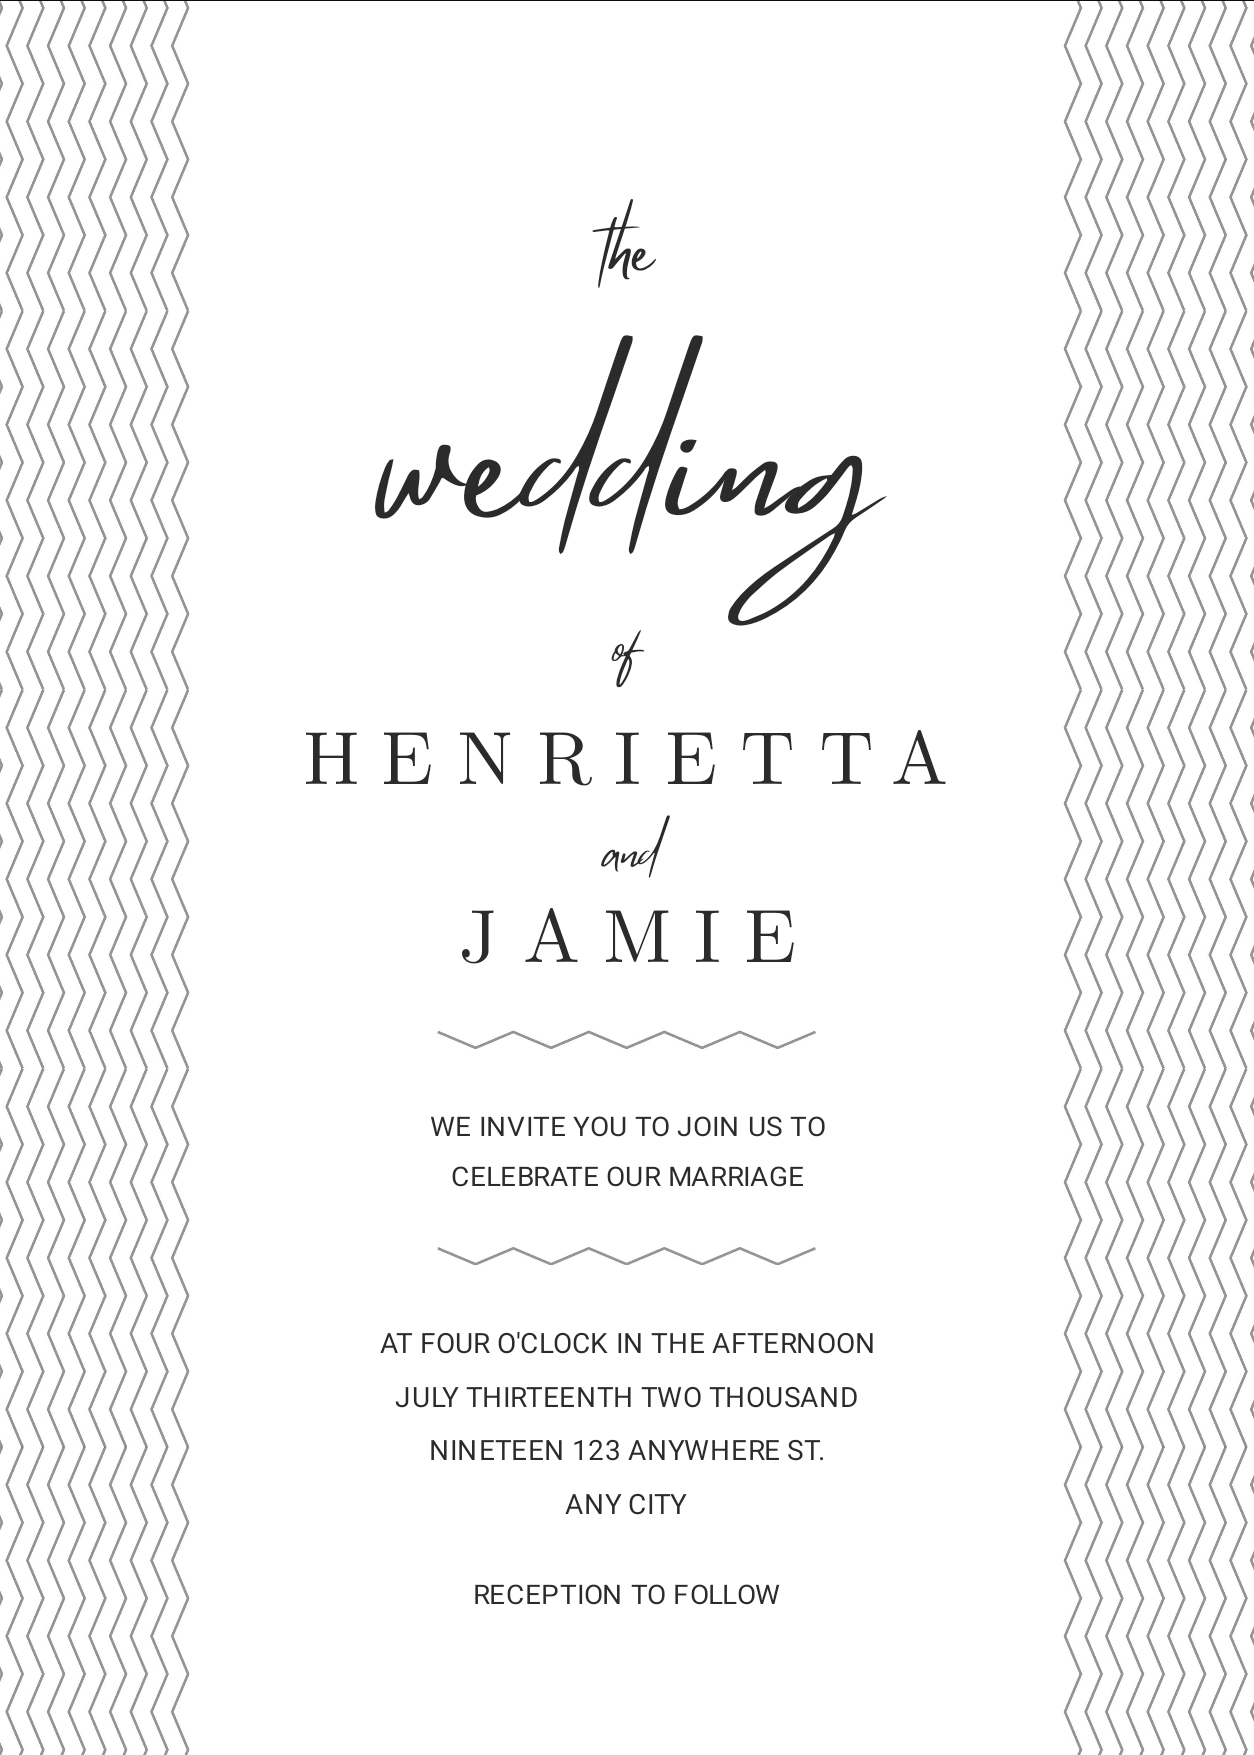 the
wedding
of
HENRIETTA
and
JAMIE
WE INVITE YOU TO JOIN US TO
CELEBRATE OUR MARRIAGE
AT FOUR O'CLOCK IN THE AFTERNOON
JULY THIRTEENTH TWO THOUSAND
NINETEEN 123 ANYWHERE ST.
ANY CITY
RECEPTION TO FOLLOW